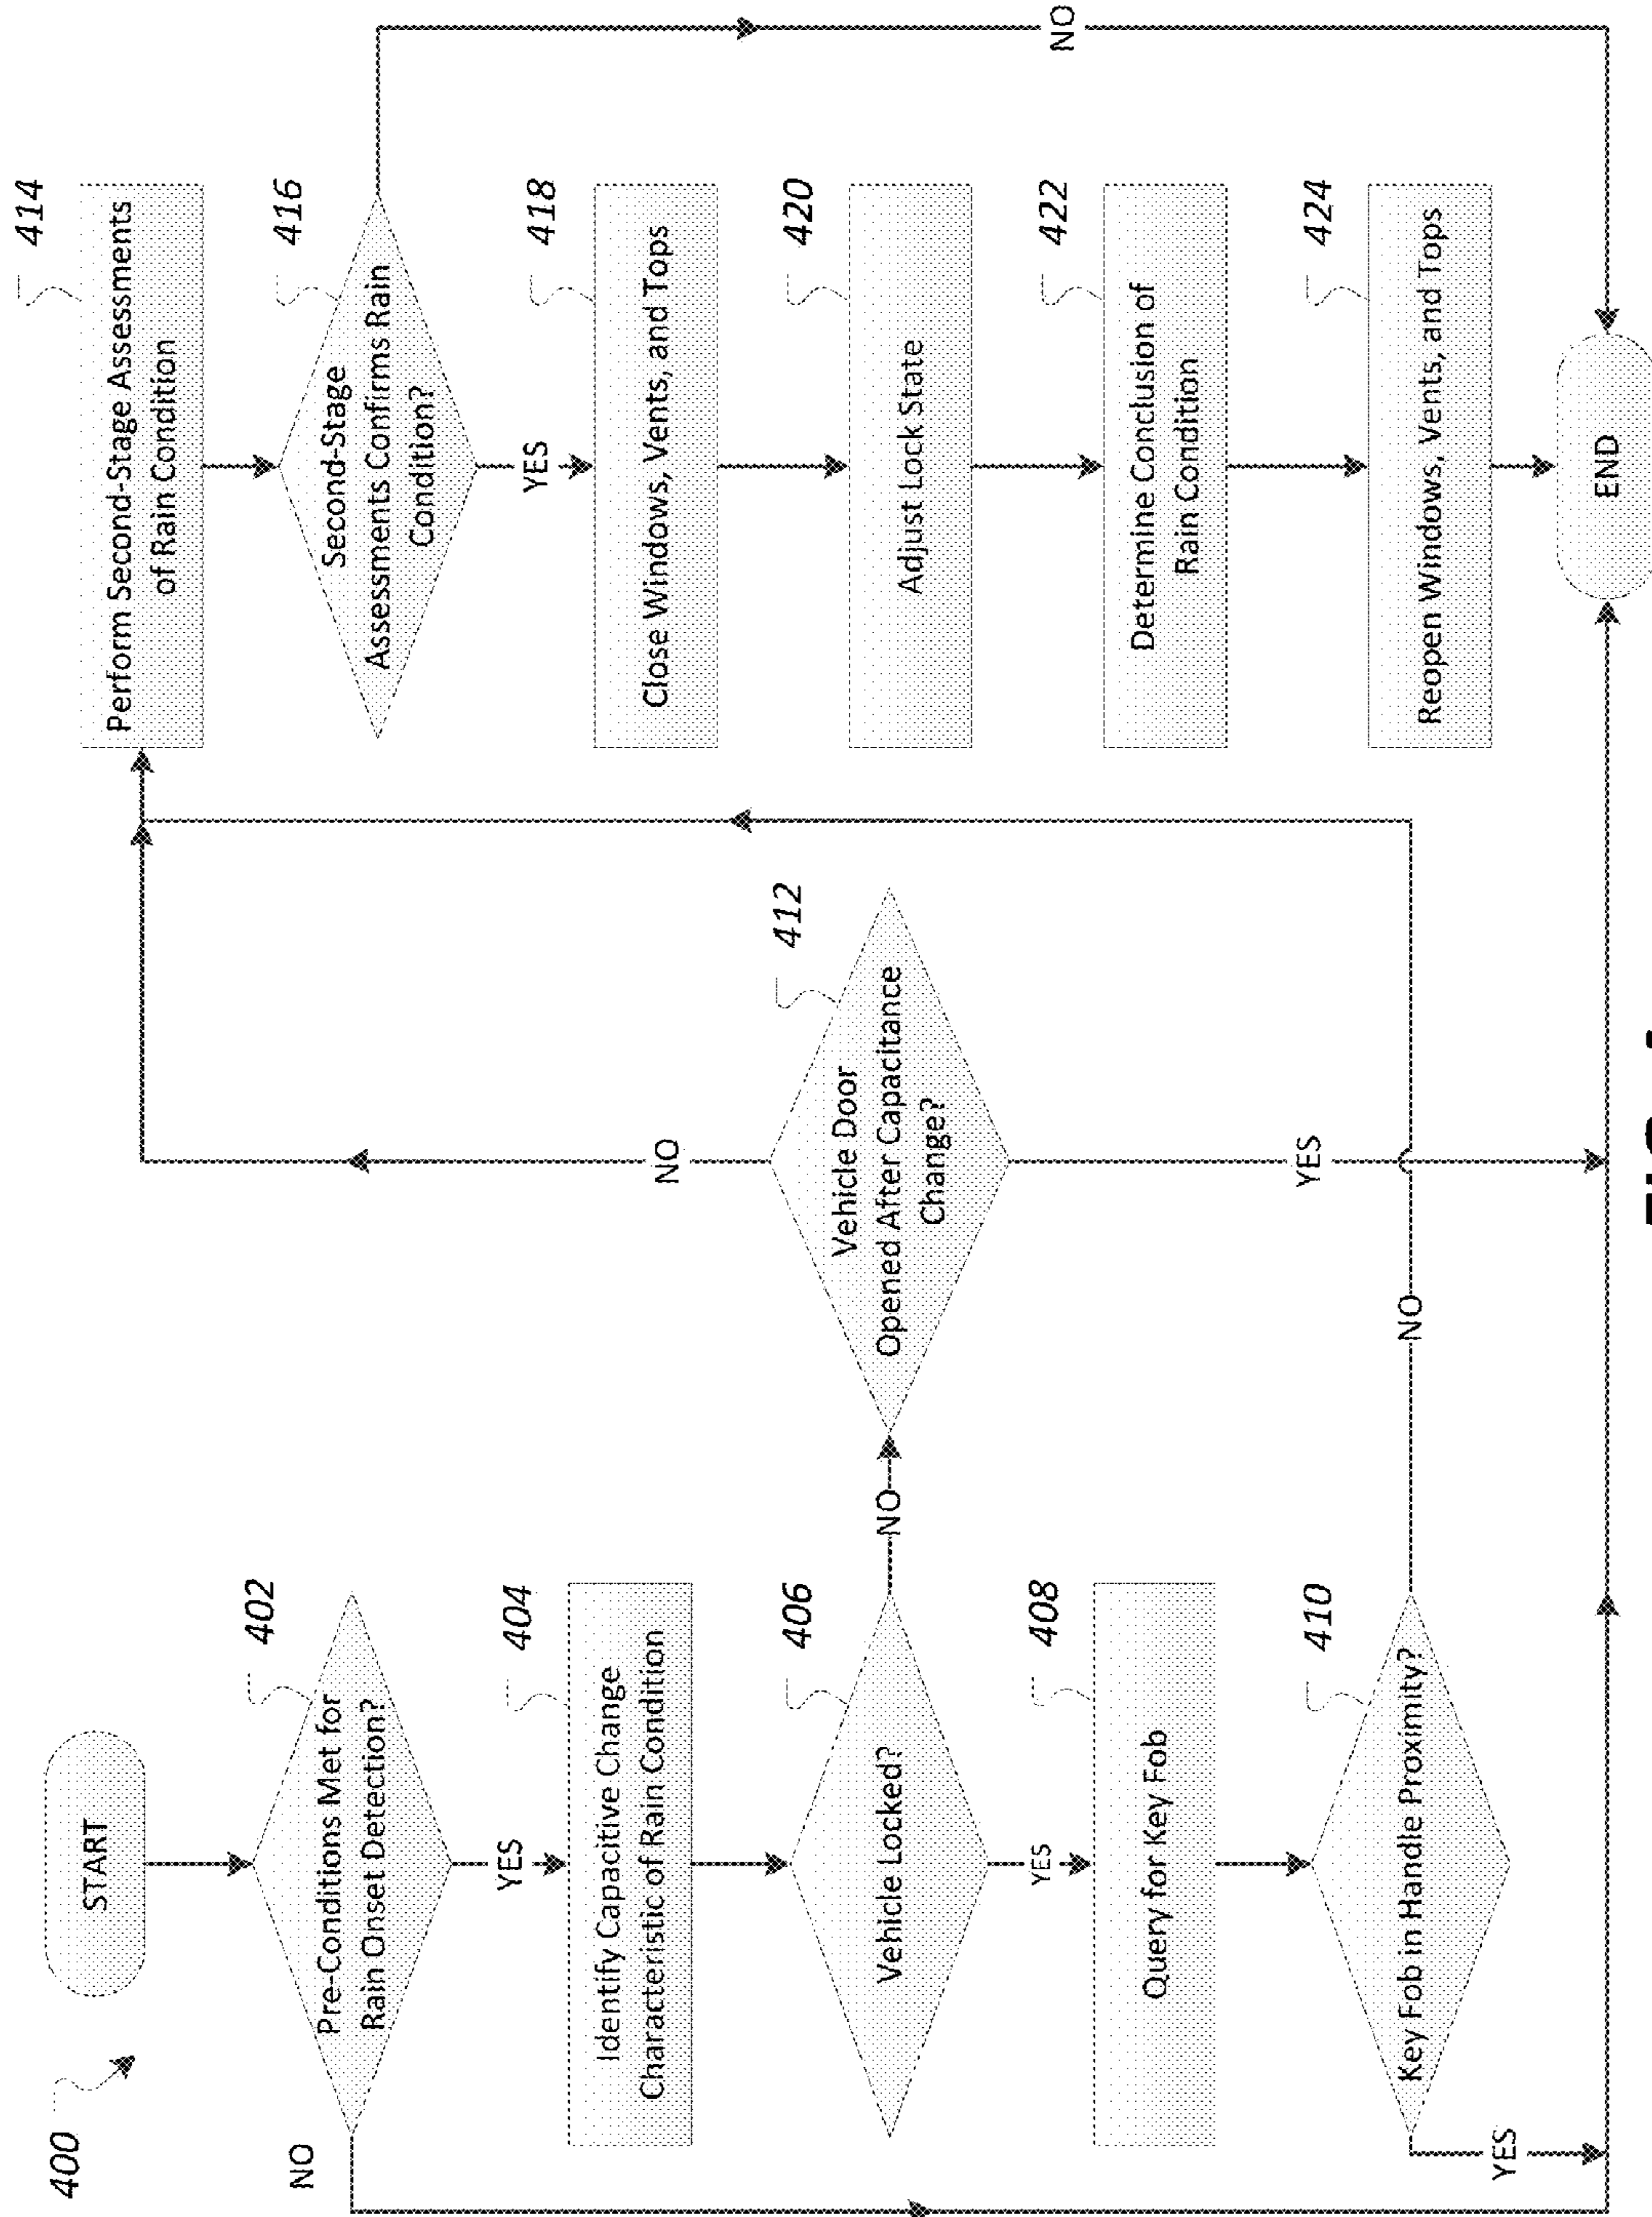 400
START
402
Pre-Conditions Met for
Rain Onset Detection?
NO
YES
404
Identify Capacitive Change
Characteristic of Rain Condition
406
Vehicle Locked?
NO
YES
408
Query for Key Fob
410
Key Fob in Handle Proximity?
NO
YES
412
Vehicle Door
Opened After Capacitance
Change?
NO
YES
414
Perform Second-Stage Assessments
of Rain Condition
416
Second-Stage
Assessments Confirms Rain
Condition?
NO
YES
418
Close Windows, Vents, and Tops
420
Adjust Lock State
422
Determine Conclusion of
Rain Condition
424
Reopen Windows, Vents, and Tops
END